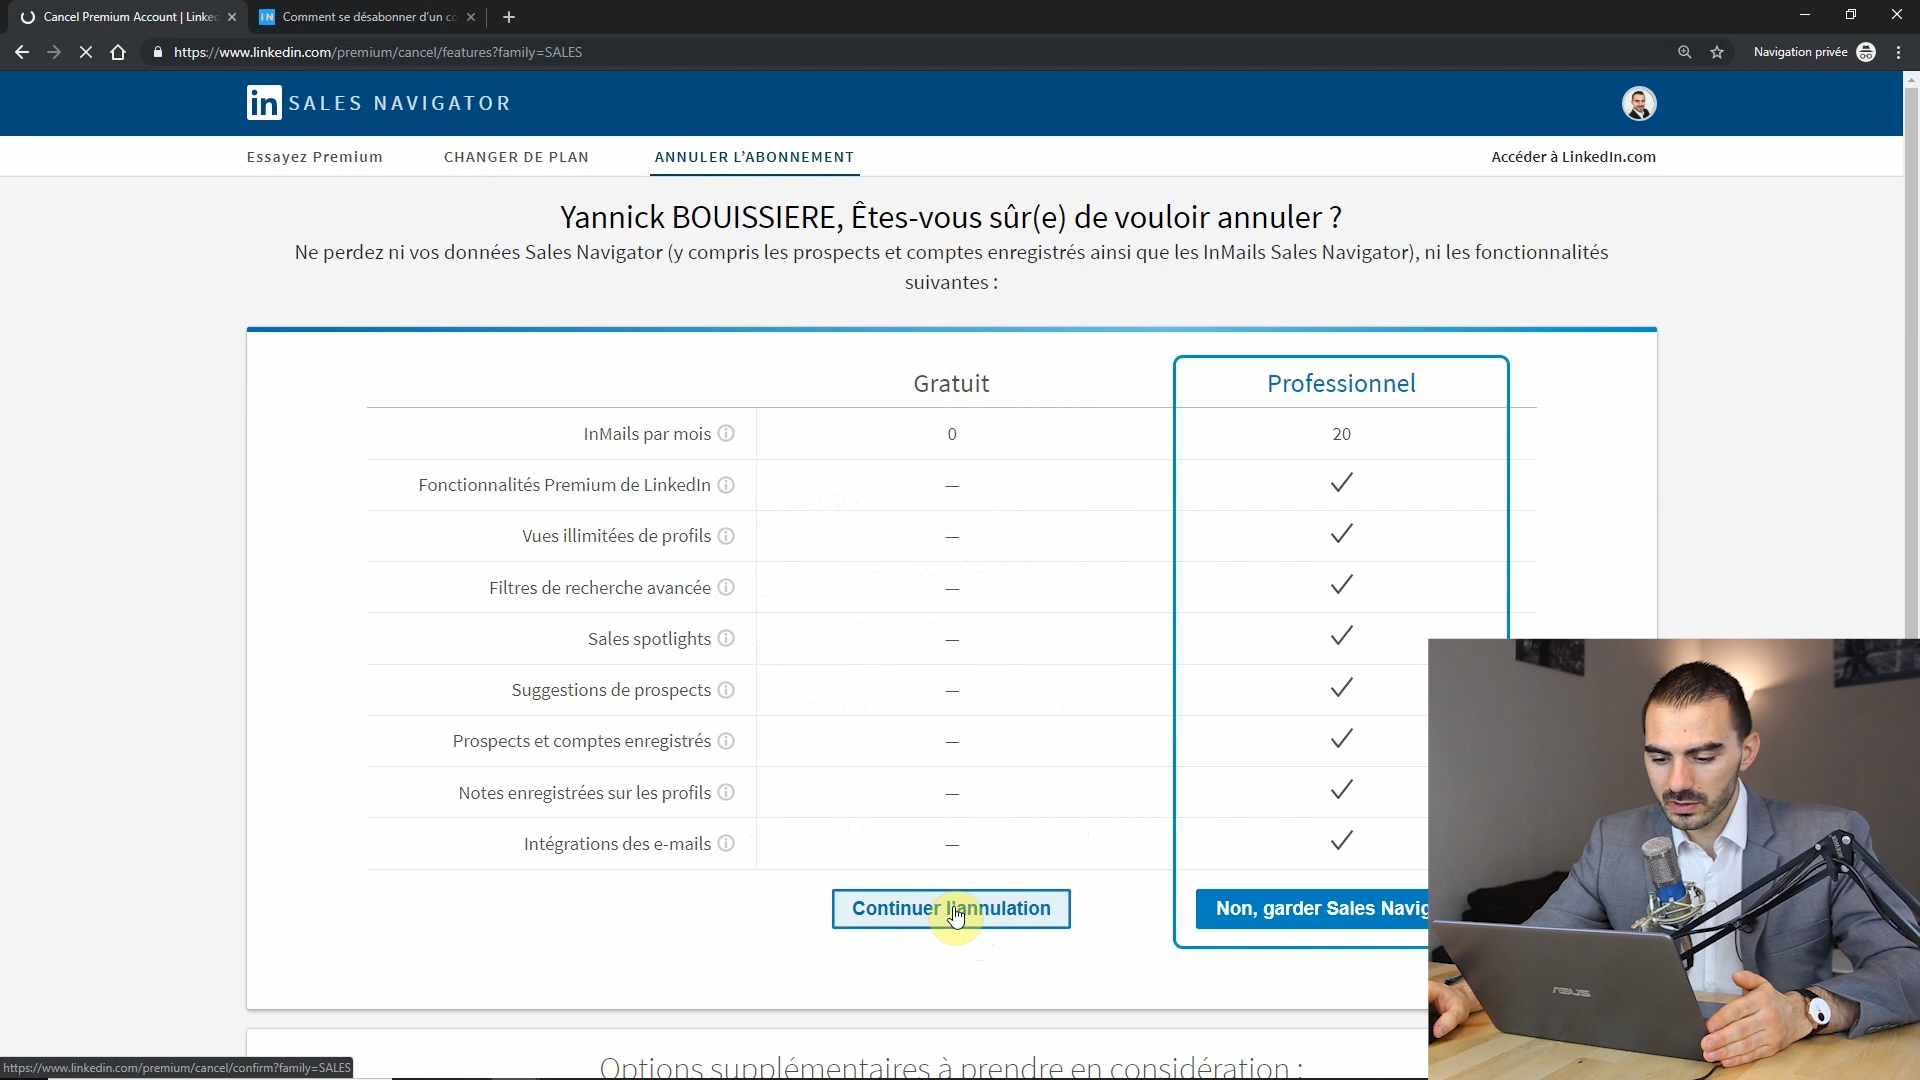 Cancel Premium Account | Linke
Comment se désabonner d'un co
https://www.linkedin.com/premium/cancel/features?family=SALES
Navigation privée
in SALES NAVIGATOR
Essayez Premium
CHANGER DE PLAN
ANNULER L'ABONNEMENT
Accéder à LinkedIn.com
Yannick BOUISSIERE, Êtes-vous sûr(e) de vouloir annuler ?
Ne perdez ni vos données Sales Navigator (y compris les prospects et comptes enregistrés ainsi que les InMails Sales Navigator), ni les fonctionnalités
suivantes :
Gratuit
Professionnel
InMails par mois
0
20
Fonctionnalités Premium de LinkedIn
—
Vues illimitées de profils
—
Filtres de recherche avancée
—
Sales spotlights
—
Suggestions de prospects
—
Prospects et comptes enregistrés
—
Notes enregistrées sur les profils
—
Intégrations des e-mails
—
Continuer l'annulation
Non, garder Sales Navig
Options supplémentaires à prendre en considération :
https://www.linkedin.com/premium/cancel/confirm?family=SALES
ASUS